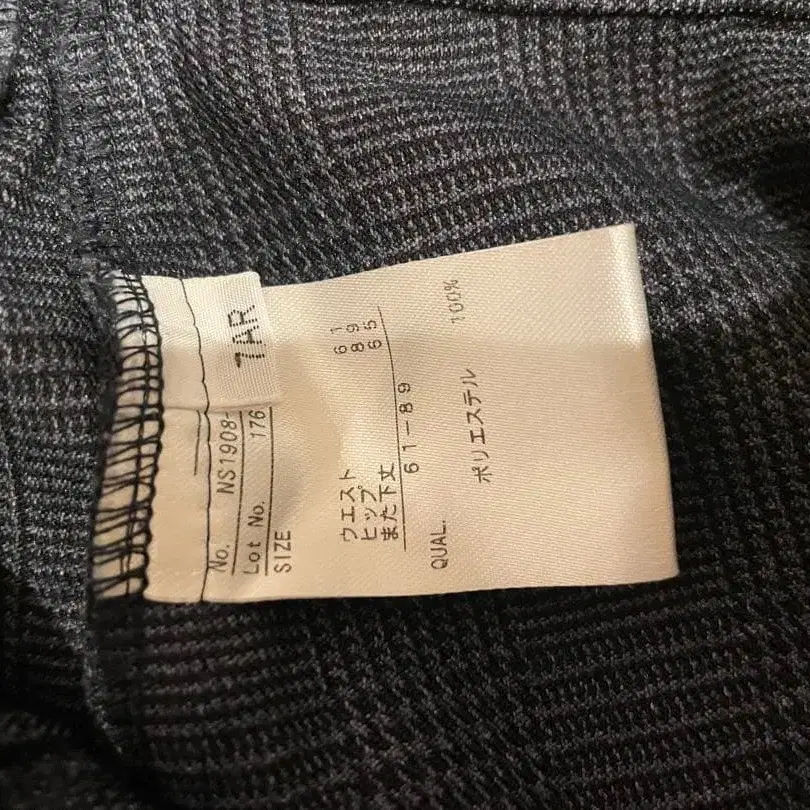 7AR
No. NS1908-
Lot No. 176
SIZE
ウエスト 61
ヒップ 89
また下丈 65
61-89
QUAL.
ポリエステル 100%